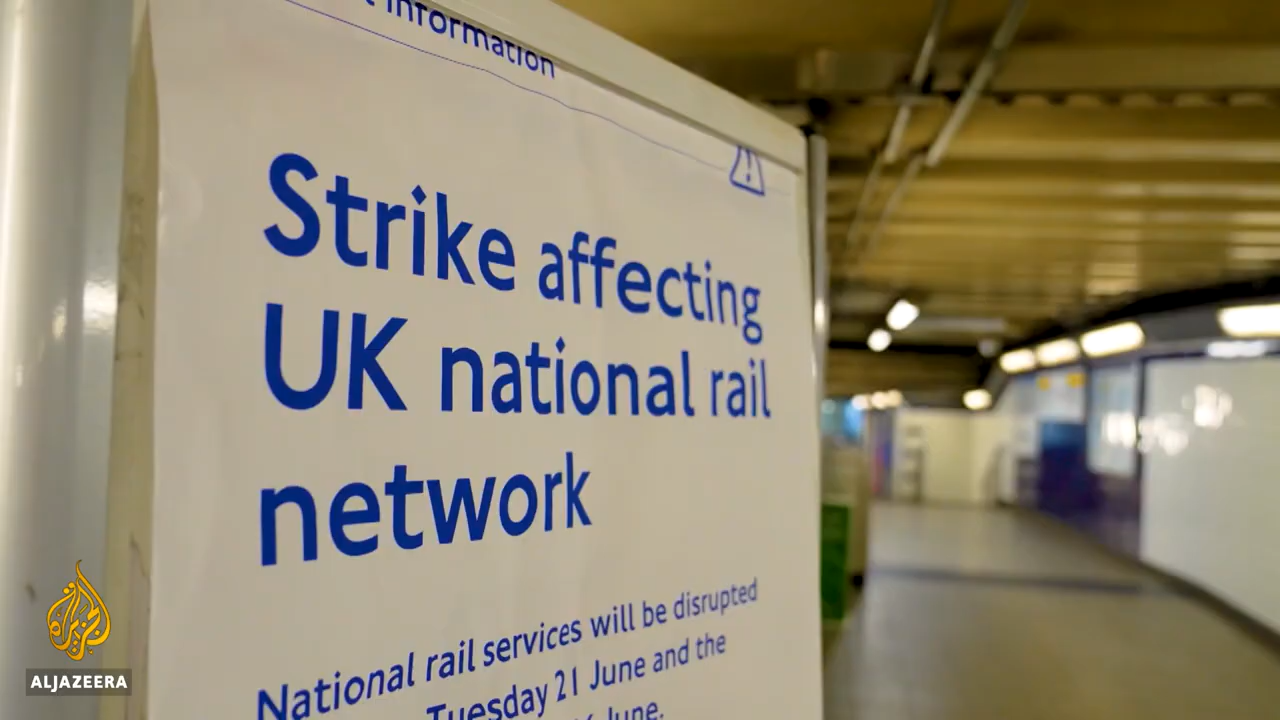 information
Strike affecting
UK national rail
network
National rail services will be disrupted
Tuesday 21 June and the
June.
ALJAZEERA